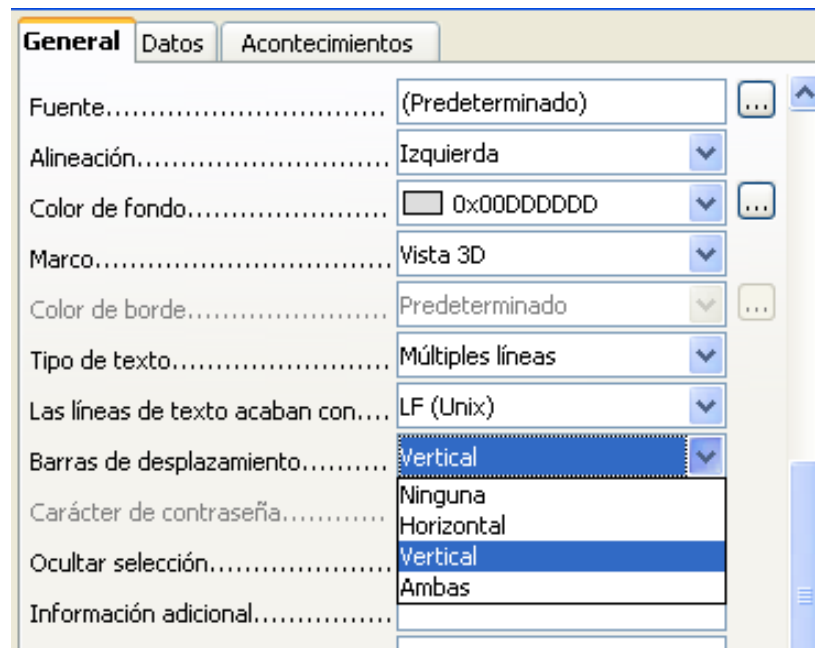 General Datos Acontecimientos
Fuente............................... (Predeterminado) ...
Alineación............................ Izquierda
Color de fondo...................... 0x00DDDDDD ...
Marco................................. Vista 3D
Color de borde...................... Predeterminado ...
Tipo de texto........................ Múltiples líneas
Las líneas de texto acaban con.... LF (Unix)
Barras de desplazamiento.......... Vertical
Ninguna
Carácter de contraseña............
Horizontal
Vertical
Ocultar selección....................
Ambas
Información adicional...............